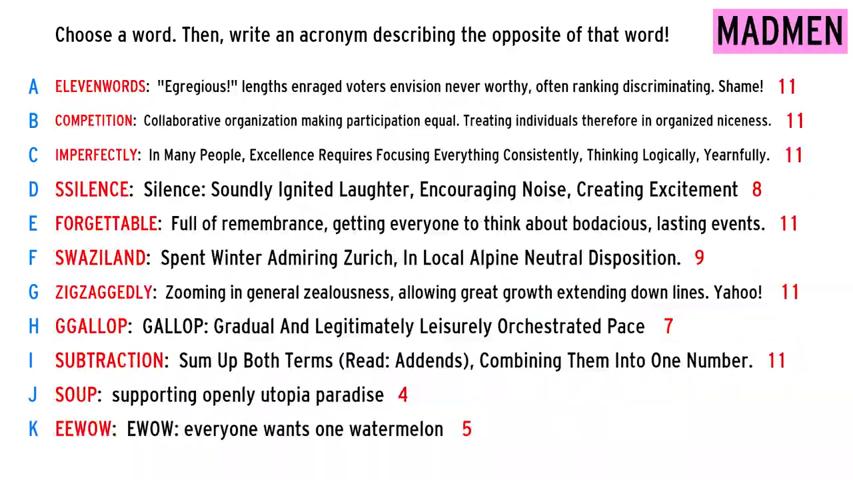 Choose a word. Then, write an acronym describing the opposite of that word! MADMEN
A ELEVENWORDS: "Egregious!" lengths enraged voters envision never worthy, often ranking discriminating. Shame! 11
B COMPETITION: Collaborative organization making participation equal. Treating individuals therefore in organized niceness. 11
C IMPERFECTLY: In Many People, Excellence Requires Focusing Everything Consistently, Thinking Logically, Yearnfully. 11
D SSILENCE: Silence: Soundly Ignited Laughter, Encouraging Noise, Creating Excitement 8
E FORGETTABLE: Full of remembrance, getting everyone to think about bodacious, lasting events. 11
F SWAZILAND: Spent Winter Admiring Zurich, In Local Alpine Neutral Disposition. 9
G ZIGZAGGEDLY: Zooming in general zealousness, allowing great growth extending down lines. Yahoo! 11
H GGALLOP: GALLOP: Gradual And Legitimately Leisurely Orchestrated Pace 7
I SUBTRACTION: Sum Up Both Terms (Read: Addends), Combining Them Into One Number. 11
J SOUP: supporting openly utopia paradise 4
K EEWOW: EWOW: everyone wants one watermelon 5